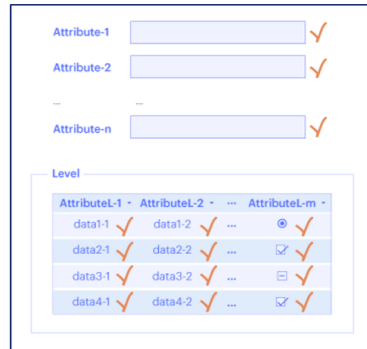 Attribute-1
Attribute-2
... ...
Attribute-n
Level
AttributeL-1 AttributeL-2 ... AttributeL-m
data1-1 data1-2 ...
data2-1 data2-2 ...
data3-1 data3-2 ...
data4-1 data4-2 ...